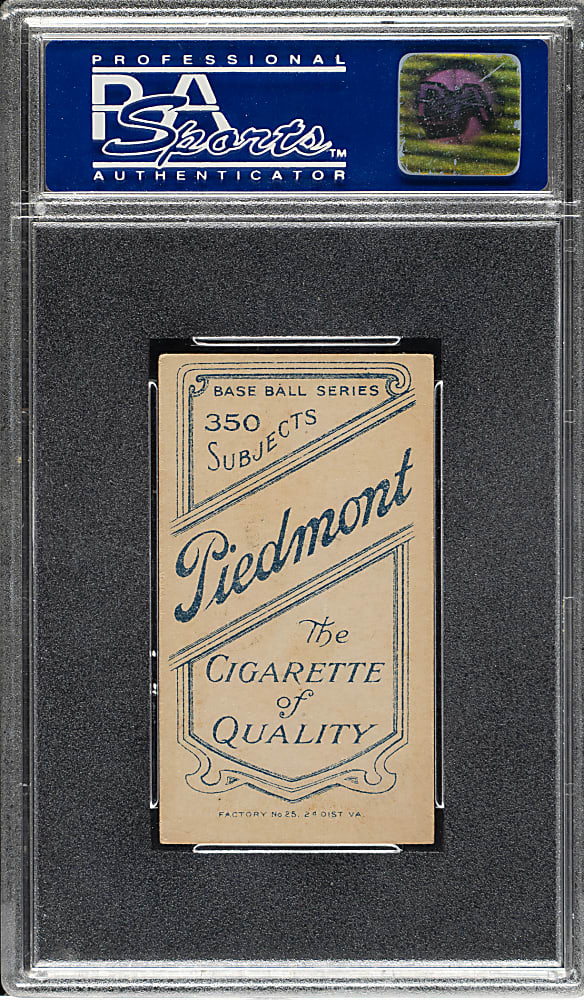 PROFESSIONAL
PSA
Sports™
AUTHENTICATOR
BASE BALL SERIES
350
SUBJECTS
Piedmont
The
CIGARETTE
of
QUALITY
FACTORY No 25. 2D DIST VA.